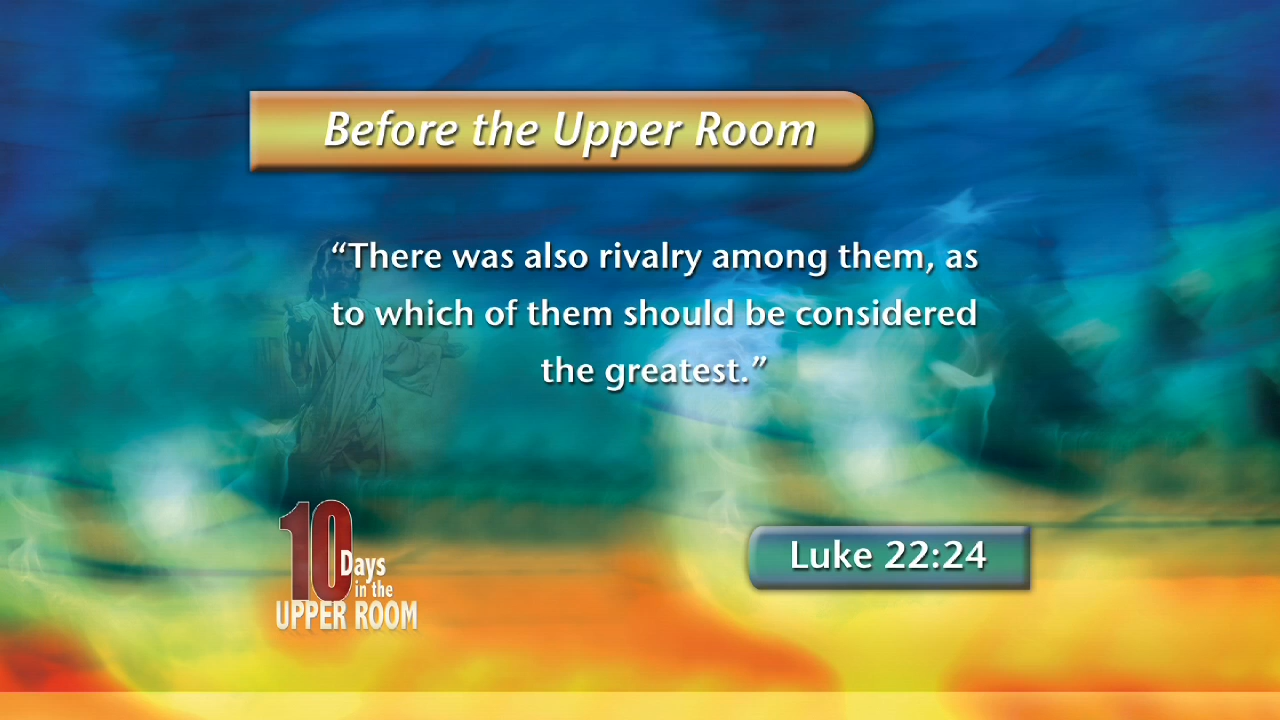 Before the Upper Room
“There was also rivalry among them, as
to which of them should be considered
the greatest.”
Luke 22:24
10
Days
in the
UPPER ROOM